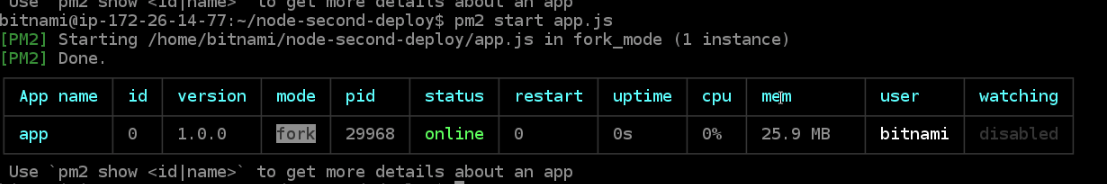 Use `pm2 show <id|name>` to get more details about an app
bitnami@ip-172-26-14-77:~/node-second-deploy$ pm2 start app.js
[PM2] Starting /home/bitnami/node-second-deploy/app.js in fork_mode (1 instance)
[PM2] Done.
App name id version mode pid status restart uptime cpu mem user watching
app 0 1.0.0 fork 29968 online 0 0s 0% 25.9 MB bitnami disabled
Use `pm2 show <id|name>` to get more details about an app